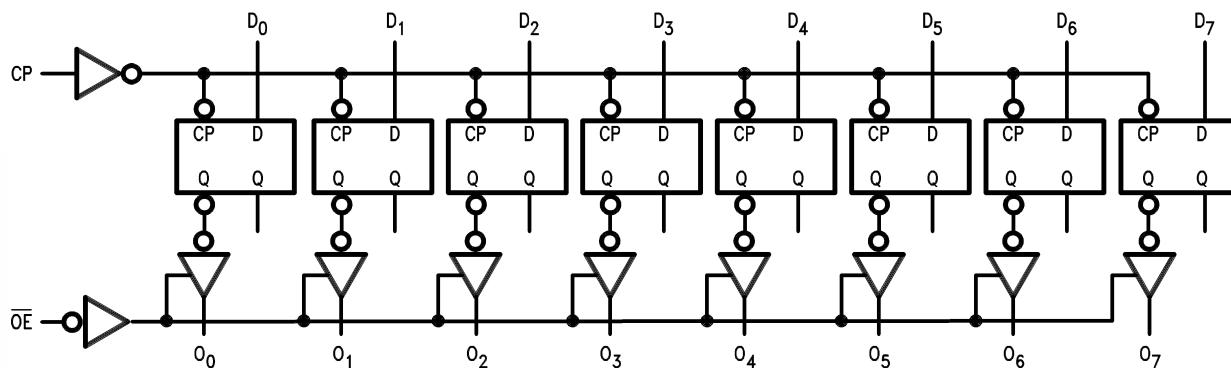 D0 D1 D2 D3 D4 D5 D6 D7
CP
CP D CP D CP D CP D CP D CP D CP D CP D
Q Q Q Q Q Q Q Q Q Q Q Q Q Q Q Q
O̅E̅
O0 O1 O2 O3 O4 O5 O6 O7